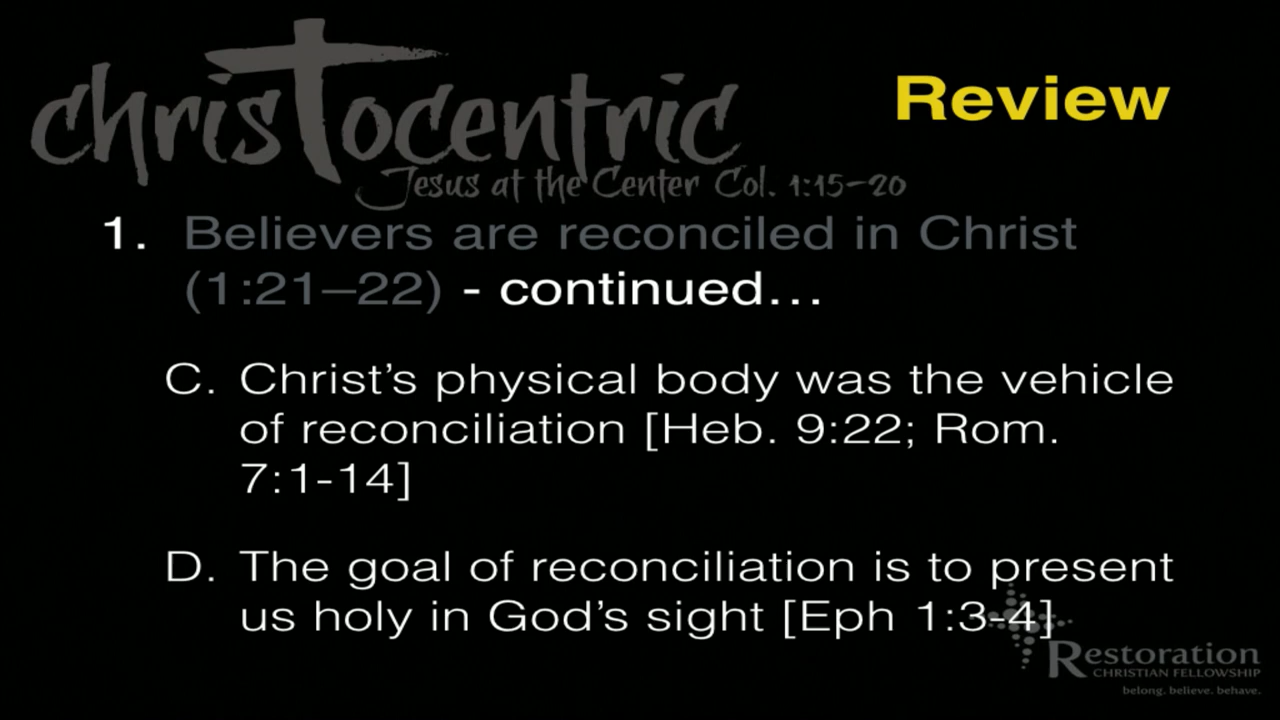 chrisTocentric
Review
Jesus at the Center Col. 1:15-20
1. Believers are reconciled in Christ
(1:21–22) - continued...
C. Christ's physical body was the vehicle
of reconciliation [Heb. 9:22; Rom.
7:1-14]
D. The goal of reconciliation is to present
us holy in God's sight [Eph 1:3-4]
Restoration
CHRISTIAN FELLOWSHIP
belong. believe. behave.